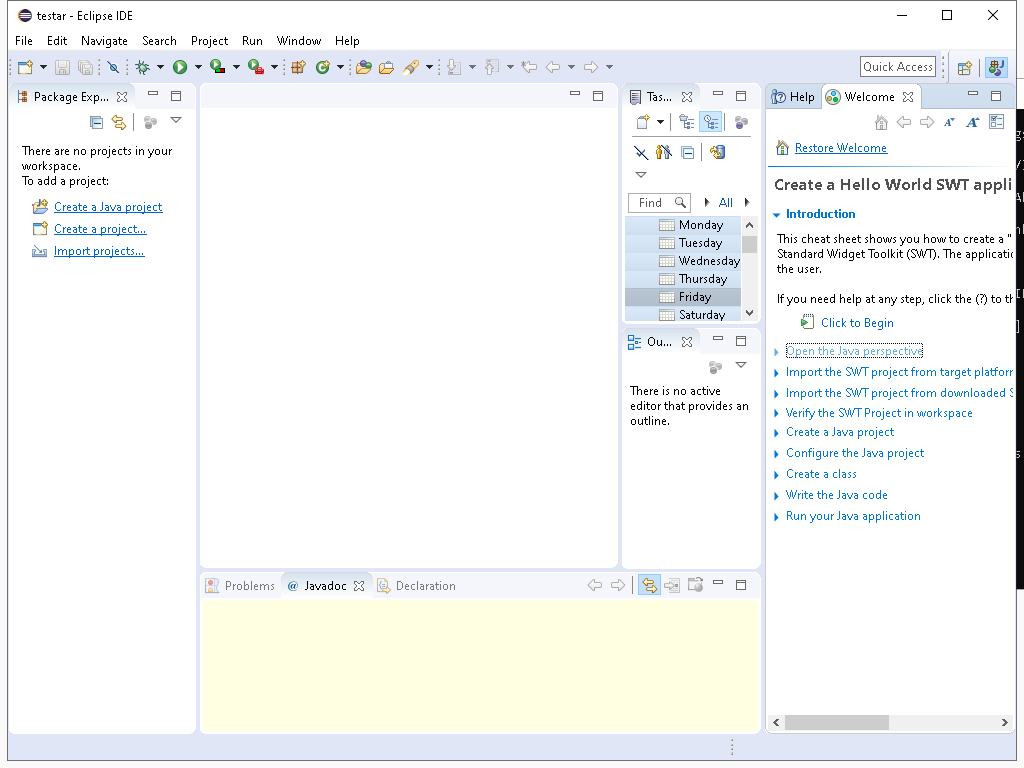 testar - Eclipse IDE
File Edit Navigate Search Project Run Window Help
Quick Access
Package Exp...
There are no projects in your
workspace.
To add a project:
Create a Java project
Create a project...
Import projects...
Tas...
Find
All
Monday
Tuesday
Wednesday
Thursday
Friday
Saturday
Ou...
There is no active
editor that provides an
outline.
Help Welcome
Restore Welcome
Create a Hello World SWT appli
Introduction
This cheat sheet shows you how to create a "
Standard Widget Toolkit (SWT). The applicatio
the user.
If you need help at any step, click the (?) to th
Click to Begin
Open the Java perspective
Import the SWT project from target platform
Import the SWT project from downloaded S
Verify the SWT Project in workspace
Create a Java project
Configure the Java project
Create a class
Write the Java code
Run your Java application
Problems @ Javadoc Declaration